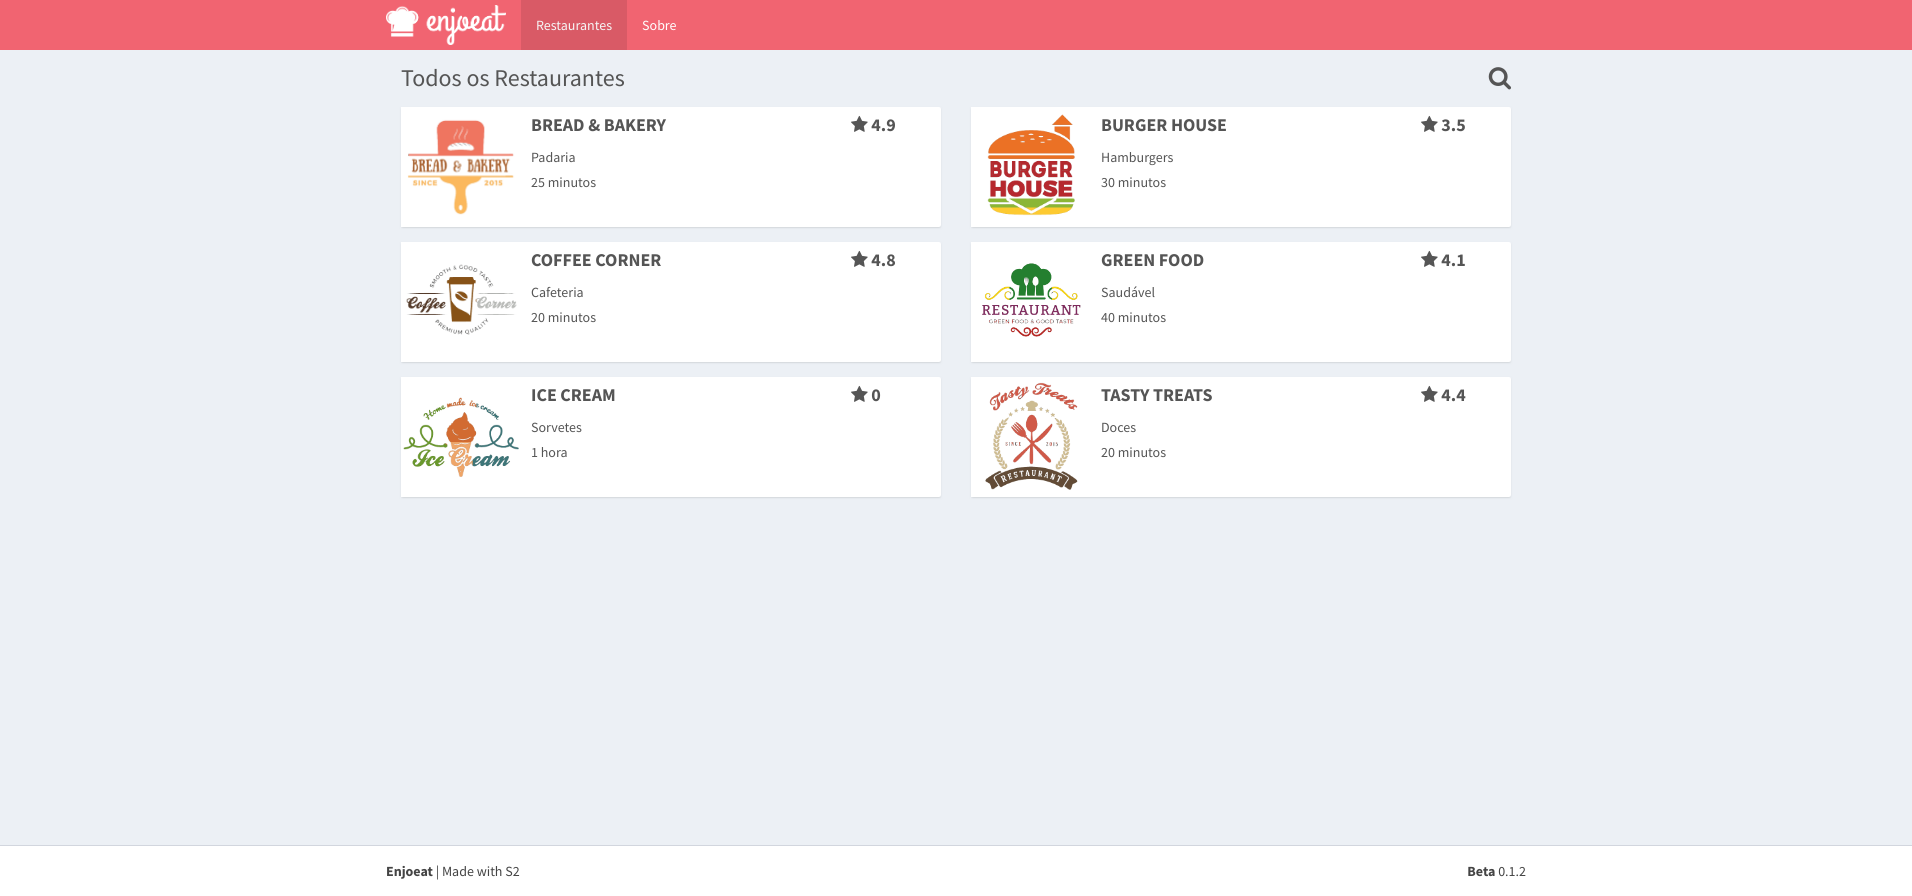 enjoeat Restaurantes Sobre
Todos os Restaurantes
BREAD & BAKERY
SINCE 2015
BREAD & BAKERY ★ 4.9
Padaria
25 minutos
BURGER
HOUSE
BURGER HOUSE ★ 3.5
Hamburgers
30 minutos
SMOOTH & GOOD TASTE
Coffee Corner
PREMIUM QUALITY
COFFEE CORNER ★ 4.8
Cafeteria
20 minutos
RESTAURANT
GREEN FOOD & GOOD TASTE
GREEN FOOD ★ 4.1
Saudável
40 minutos
Home made ice cream
Ice Cream
ICE CREAM ★ 0
Sorvetes
1 hora
Tasty Treats
SINCE 2015
RESTAURANT
TASTY TREATS ★ 4.4
Doces
20 minutos
Enjoeat | Made with S2
Beta 0.1.2